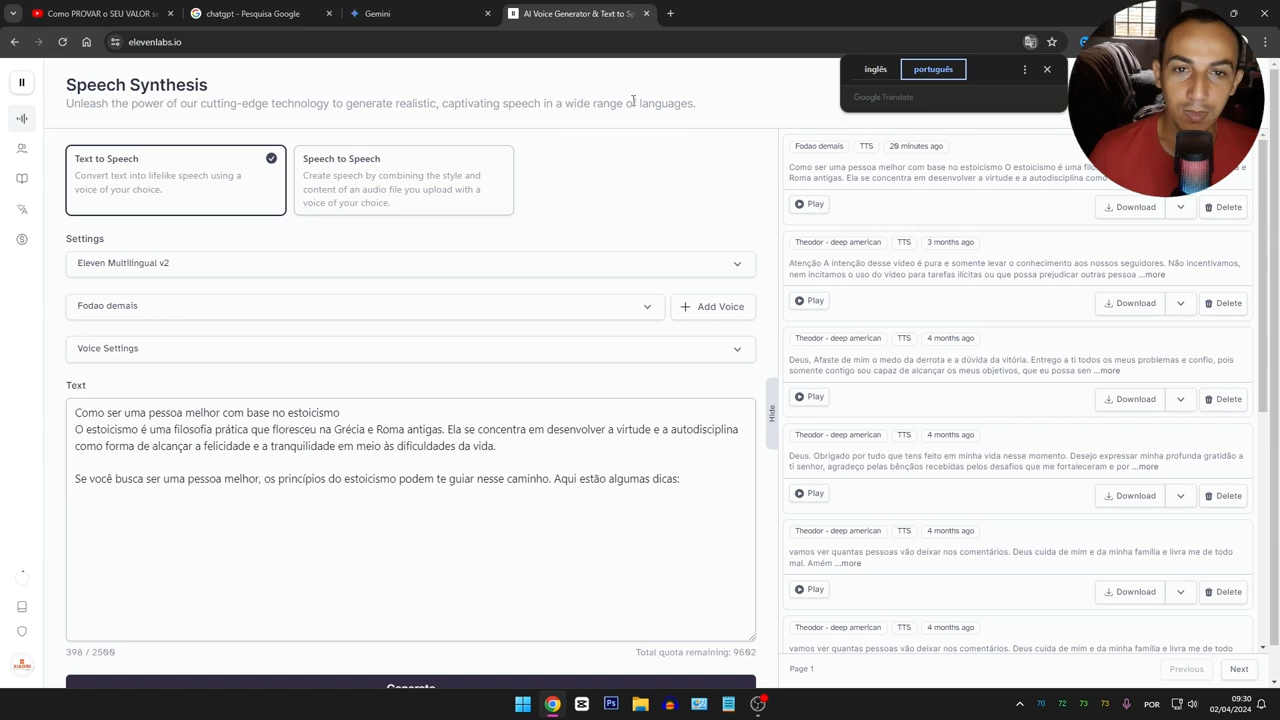 Como PROVAR o SEU VALOR s
chatgpt - Pesquisa Google
Gemini
AI Voice Generator & Text to Sp
elevenlabs.io
inglês
português
Google Translate
Speech Synthesis
Unleash the power of our cutting-edge technology to generate realistic, captivating speech in a wide range of languages.
Text to Speech
Convert text into lifelike speech using a
voice of your choice.
Speech to Speech
Create speech by combining the style and
content of an audio file you upload with a
voice of your choice.
Settings
Eleven Multilingual v2
Fodao demais
Add Voice
Voice Settings
Text
Como ser uma pessoa melhor com base no estoicismo
O estoicismo é uma filosofia prática que floresceu na Grécia e Roma antigas. Ela se concentra em desenvolver a virtude e a autodisciplina
como forma de alcançar a felicidade e a tranquilidade em meio às dificuldades da vida.
Se você busca ser uma pessoa melhor, os princípios do estoicismo podem te guiar nesse caminho. Aqui estão algumas dicas:
398 / 2500
Total quota remaining: 9602
Generate
Hide
Fodao demais TTS 20 minutes ago
Como ser uma pessoa melhor com base no estoicismo O estoicismo é uma filo e
Roma antigas. Ela se concentra em desenvolver a virtude e a autodisciplina como
Play Download Delete
Theodor - deep american TTS 3 months ago
Atenção A intenção desse vídeo é pura e somente levar o conhecimento aos nossos seguidores. Não incentivamos,
nem incitamos o uso do vídeo para tarefas ilícitas ou que possa prejudicar outras pessoa ...more
Play Download Delete
Theodor - deep american TTS 4 months ago
Deus, Afaste de mim o medo da derrota e a dúvida da vitória. Entrego a ti todos os meus problemas e confio, pois
somente contigo sou capaz de alcançar os meus objetivos, que eu possa sen ...more
Play Download Delete
Theodor - deep american TTS 4 months ago
Deus. Obrigado por tudo que tens feito em minha vida nesse momento. Desejo expressar minha profunda gratidão a
ti senhor, agradeço pelas bênçãos recebidas pelos desafios que me fortaleceram e por ...more
Play Download Delete
Theodor - deep american TTS 4 months ago
vamos ver quantas pessoas vão deixar nos comentários. Deus cuida de mim e da minha família e livra me de todo
mal. Amém ...more
Play Download Delete
Theodor - deep american TTS 4 months ago
vamos ver quantas pessoas vão deixar nos comentários. Deus cuida de mim e da minha família e livra me de todo
Page 1
Previous
Next
70 72 73 73
POR
09:30
02/04/2024